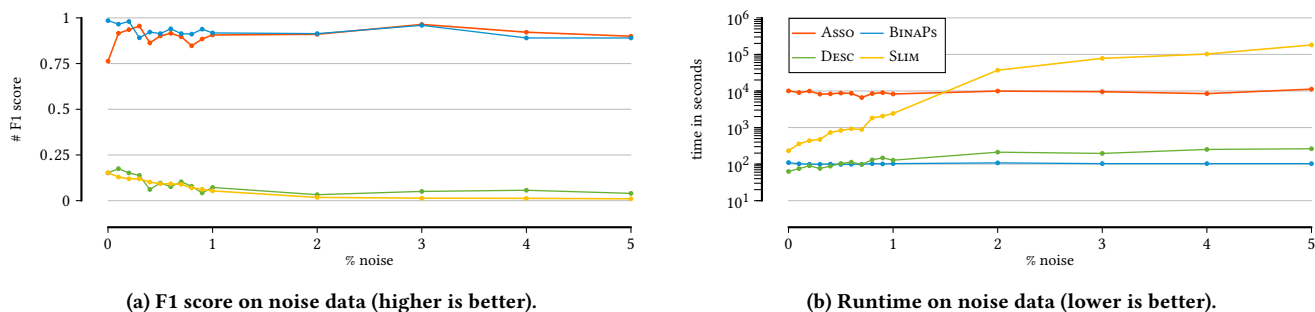 1
0.75
0.5
0.25
0
# F1 score
0 1 2 3 4 5
% noise
(a) F1 score on noise data (higher is better).
10^6
10^5
10^4
10^3
10^2
10^1
time in seconds
Asso BinaPs
Desc Slim
0 1 2 3 4 5
% noise
(b) Runtime on noise data (lower is better).